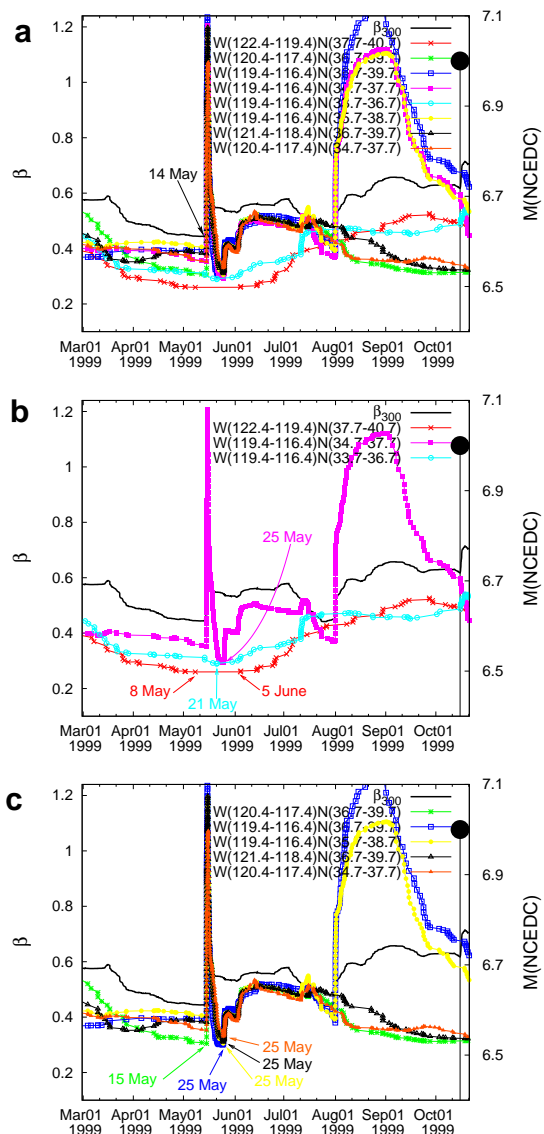 a
1.2
1
0.8
0.6
0.4
0.2
β
7.1
6.9
6.7
6.5
M(NCEDC)
β300
W(122.4-119.4)N(37.7-40.7)
W(120.4-117.4)N(36.7-39.7)
W(119.4-116.4)N(36.7-39.7)
W(119.4-116.4)N(34.7-37.7)
W(119.4-116.4)N(33.7-36.7)
W(119.4-116.4)N(35.7-38.7)
W(121.4-118.4)N(36.7-39.7)
W(120.4-117.4)N(34.7-37.7)
14 May
Mar01 Apr01 May01 Jun01 Jul01 Aug01 Sep01 Oct01
1999 1999 1999 1999 1999 1999 1999 1999
b
1.2
1
0.8
0.6
0.4
0.2
β
7.1
6.9
6.7
6.5
M(NCEDC)
β300
W(122.4-119.4)N(37.7-40.7)
W(119.4-116.4)N(34.7-37.7)
W(119.4-116.4)N(33.7-36.7)
25 May
8 May
5 June
21 May
Mar01 Apr01 May01 Jun01 Jul01 Aug01 Sep01 Oct01
1999 1999 1999 1999 1999 1999 1999 1999
c
1.2
1
0.8
0.6
0.4
0.2
β
7.1
6.9
6.7
6.5
M(NCEDC)
β300
W(120.4-117.4)N(36.7-39.7)
W(119.4-116.4)N(36.7-39.7)
W(119.4-116.4)N(35.7-38.7)
W(121.4-118.4)N(36.7-39.7)
W(120.4-117.4)N(34.7-37.7)
25 May
25 May
15 May
25 May
25 May
Mar01 Apr01 May01 Jun01 Jul01 Aug01 Sep01 Oct01
1999 1999 1999 1999 1999 1999 1999 1999